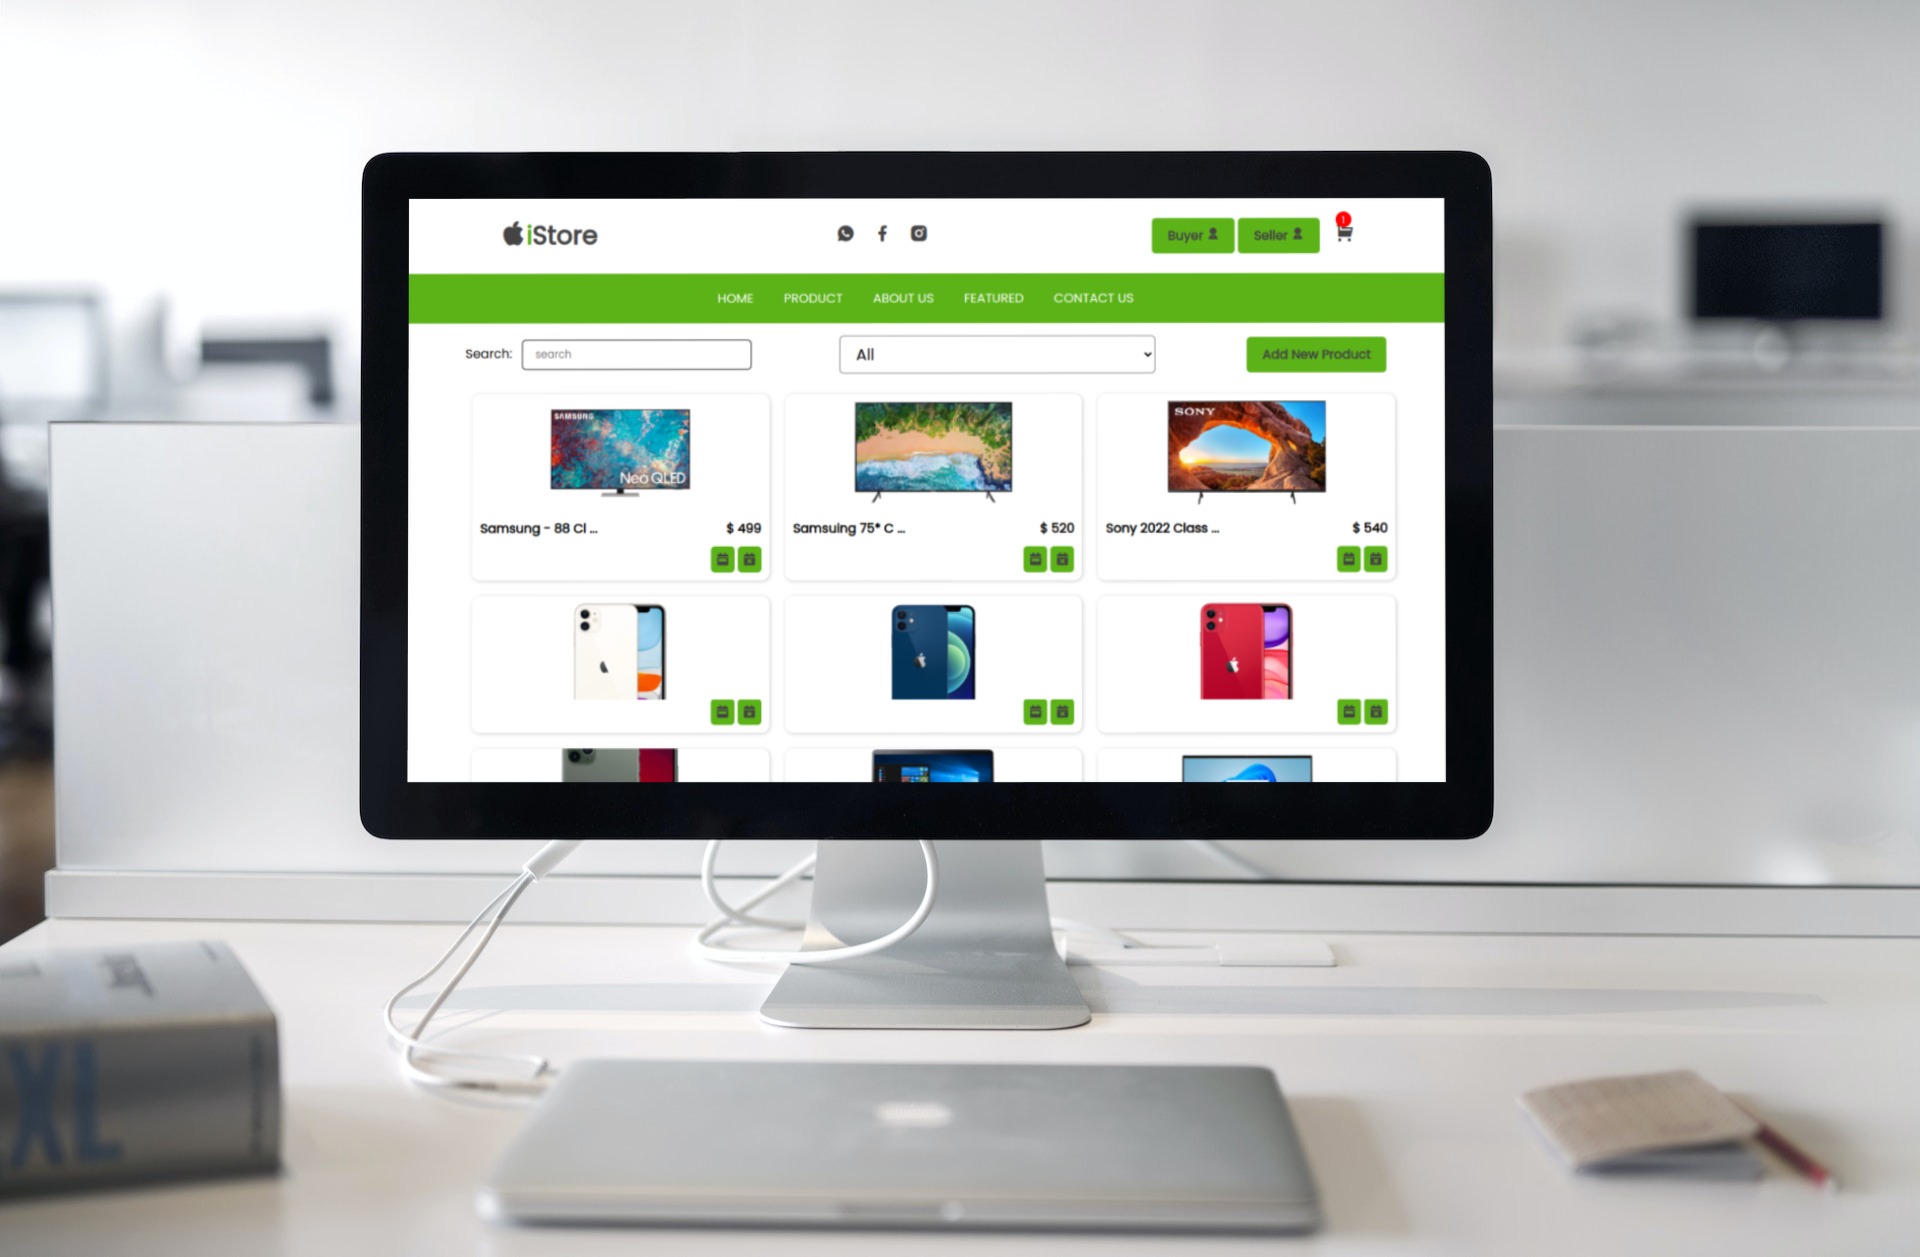 iStore
Buyer
Seller
1
HOME PRODUCT ABOUT US FEATURED CONTACT US
Search: search
All
Add New Product
SAMSUNG
Neo QLED
SONY
Samsung - 88 Cl ... $ 499
Samsuing 75* C ... $ 520
Sony 2022 Class ... $ 540
XL